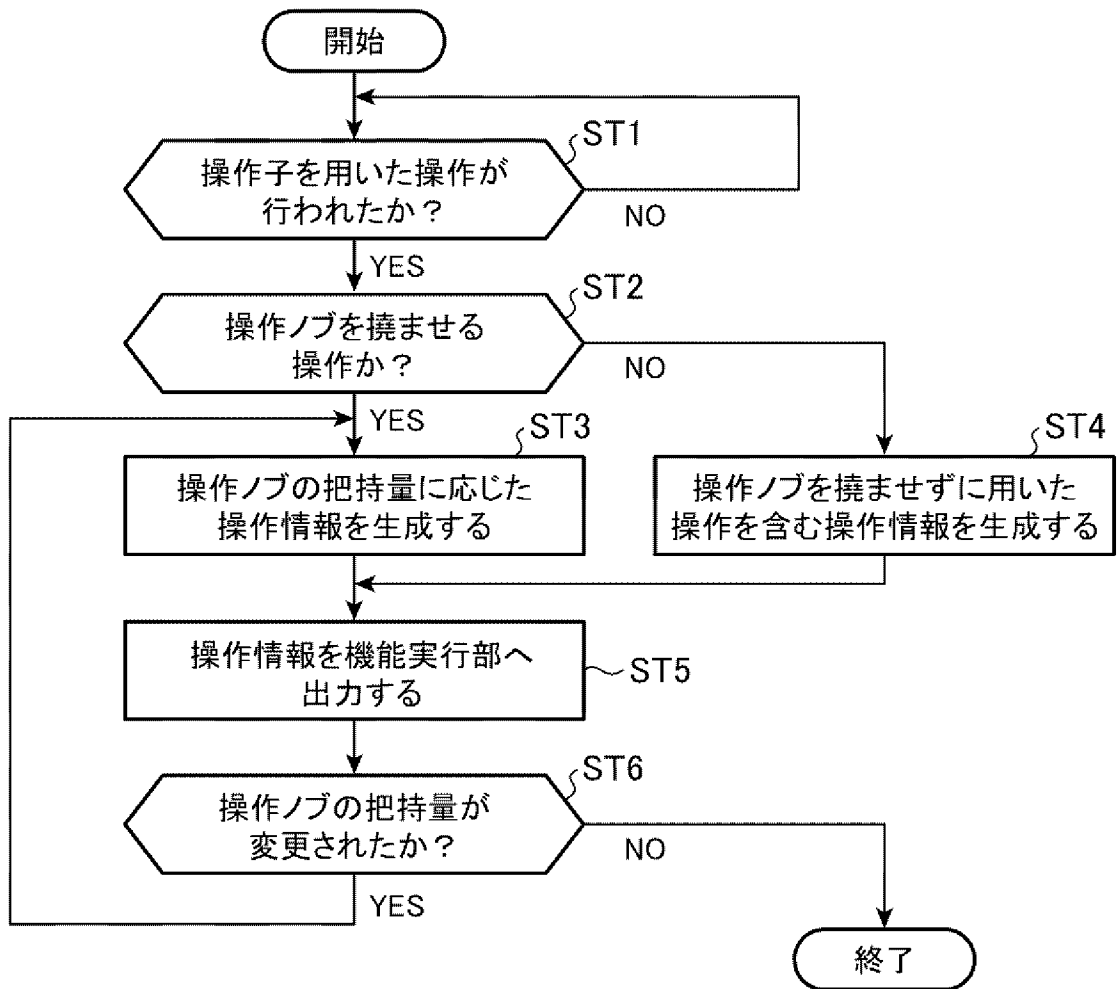 開始
ST1
操作子を用いた操作が
行われたか？
NO
YES
ST2
操作ノブを撓ませる
操作か？
NO
YES
ST3
操作ノブの把持量に応じた
操作情報を生成する
ST4
操作ノブを撓ませずに用いた
操作を含む操作情報を生成する
操作情報を機能実行部へ
出力する
ST5
ST6
操作ノブの把持量が
変更されたか？
NO
YES
終了